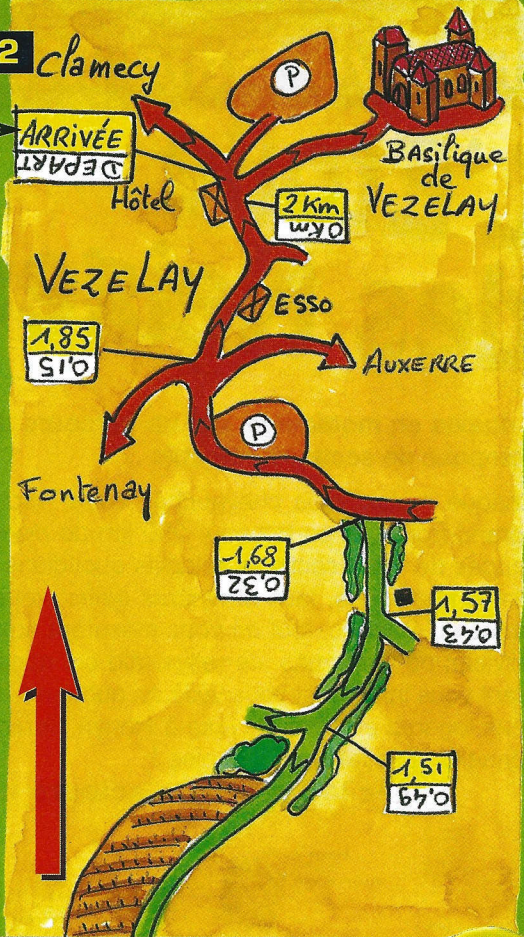 2
Clamecy
P
ARRIVÉE
DEPART
Basilique
de
VEZELAY
Hôtel
2 Km
0 Km
VEZELAY
ESSO
1,85
0,15
AUXERRE
P
Fontenay
1,68
0,32
1,57
0,43
1,51
0,49